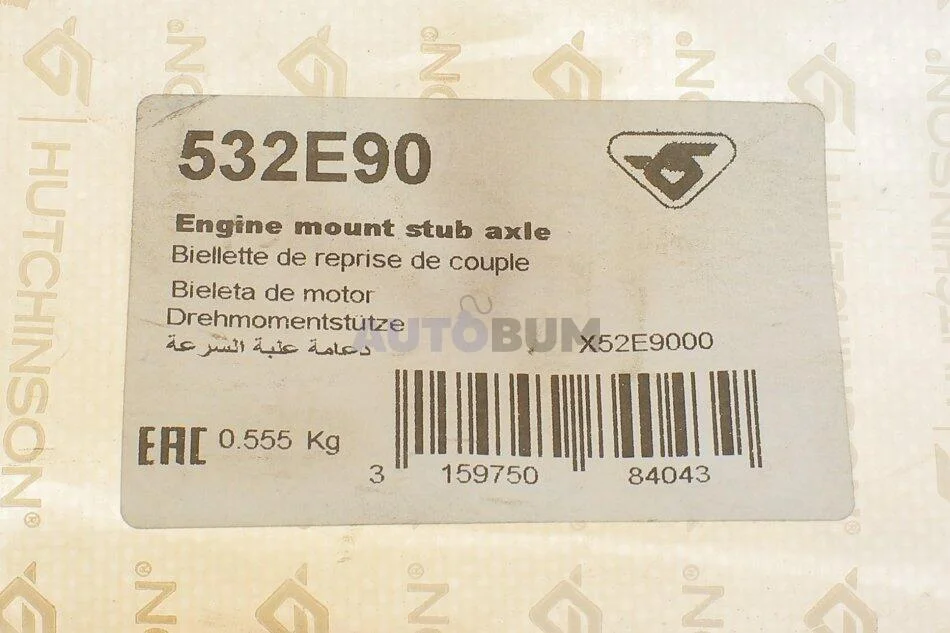 532E90
Engine mount stub axle
Biellette de reprise de couple
Bieleta de motor
Drehmomentstütze
دعامة علبة السرعة
X52E9000
EAC 0.555 Kg
3 159750 84043
AUTOBUM
HUTCHINSON®
HUTCHINSON®